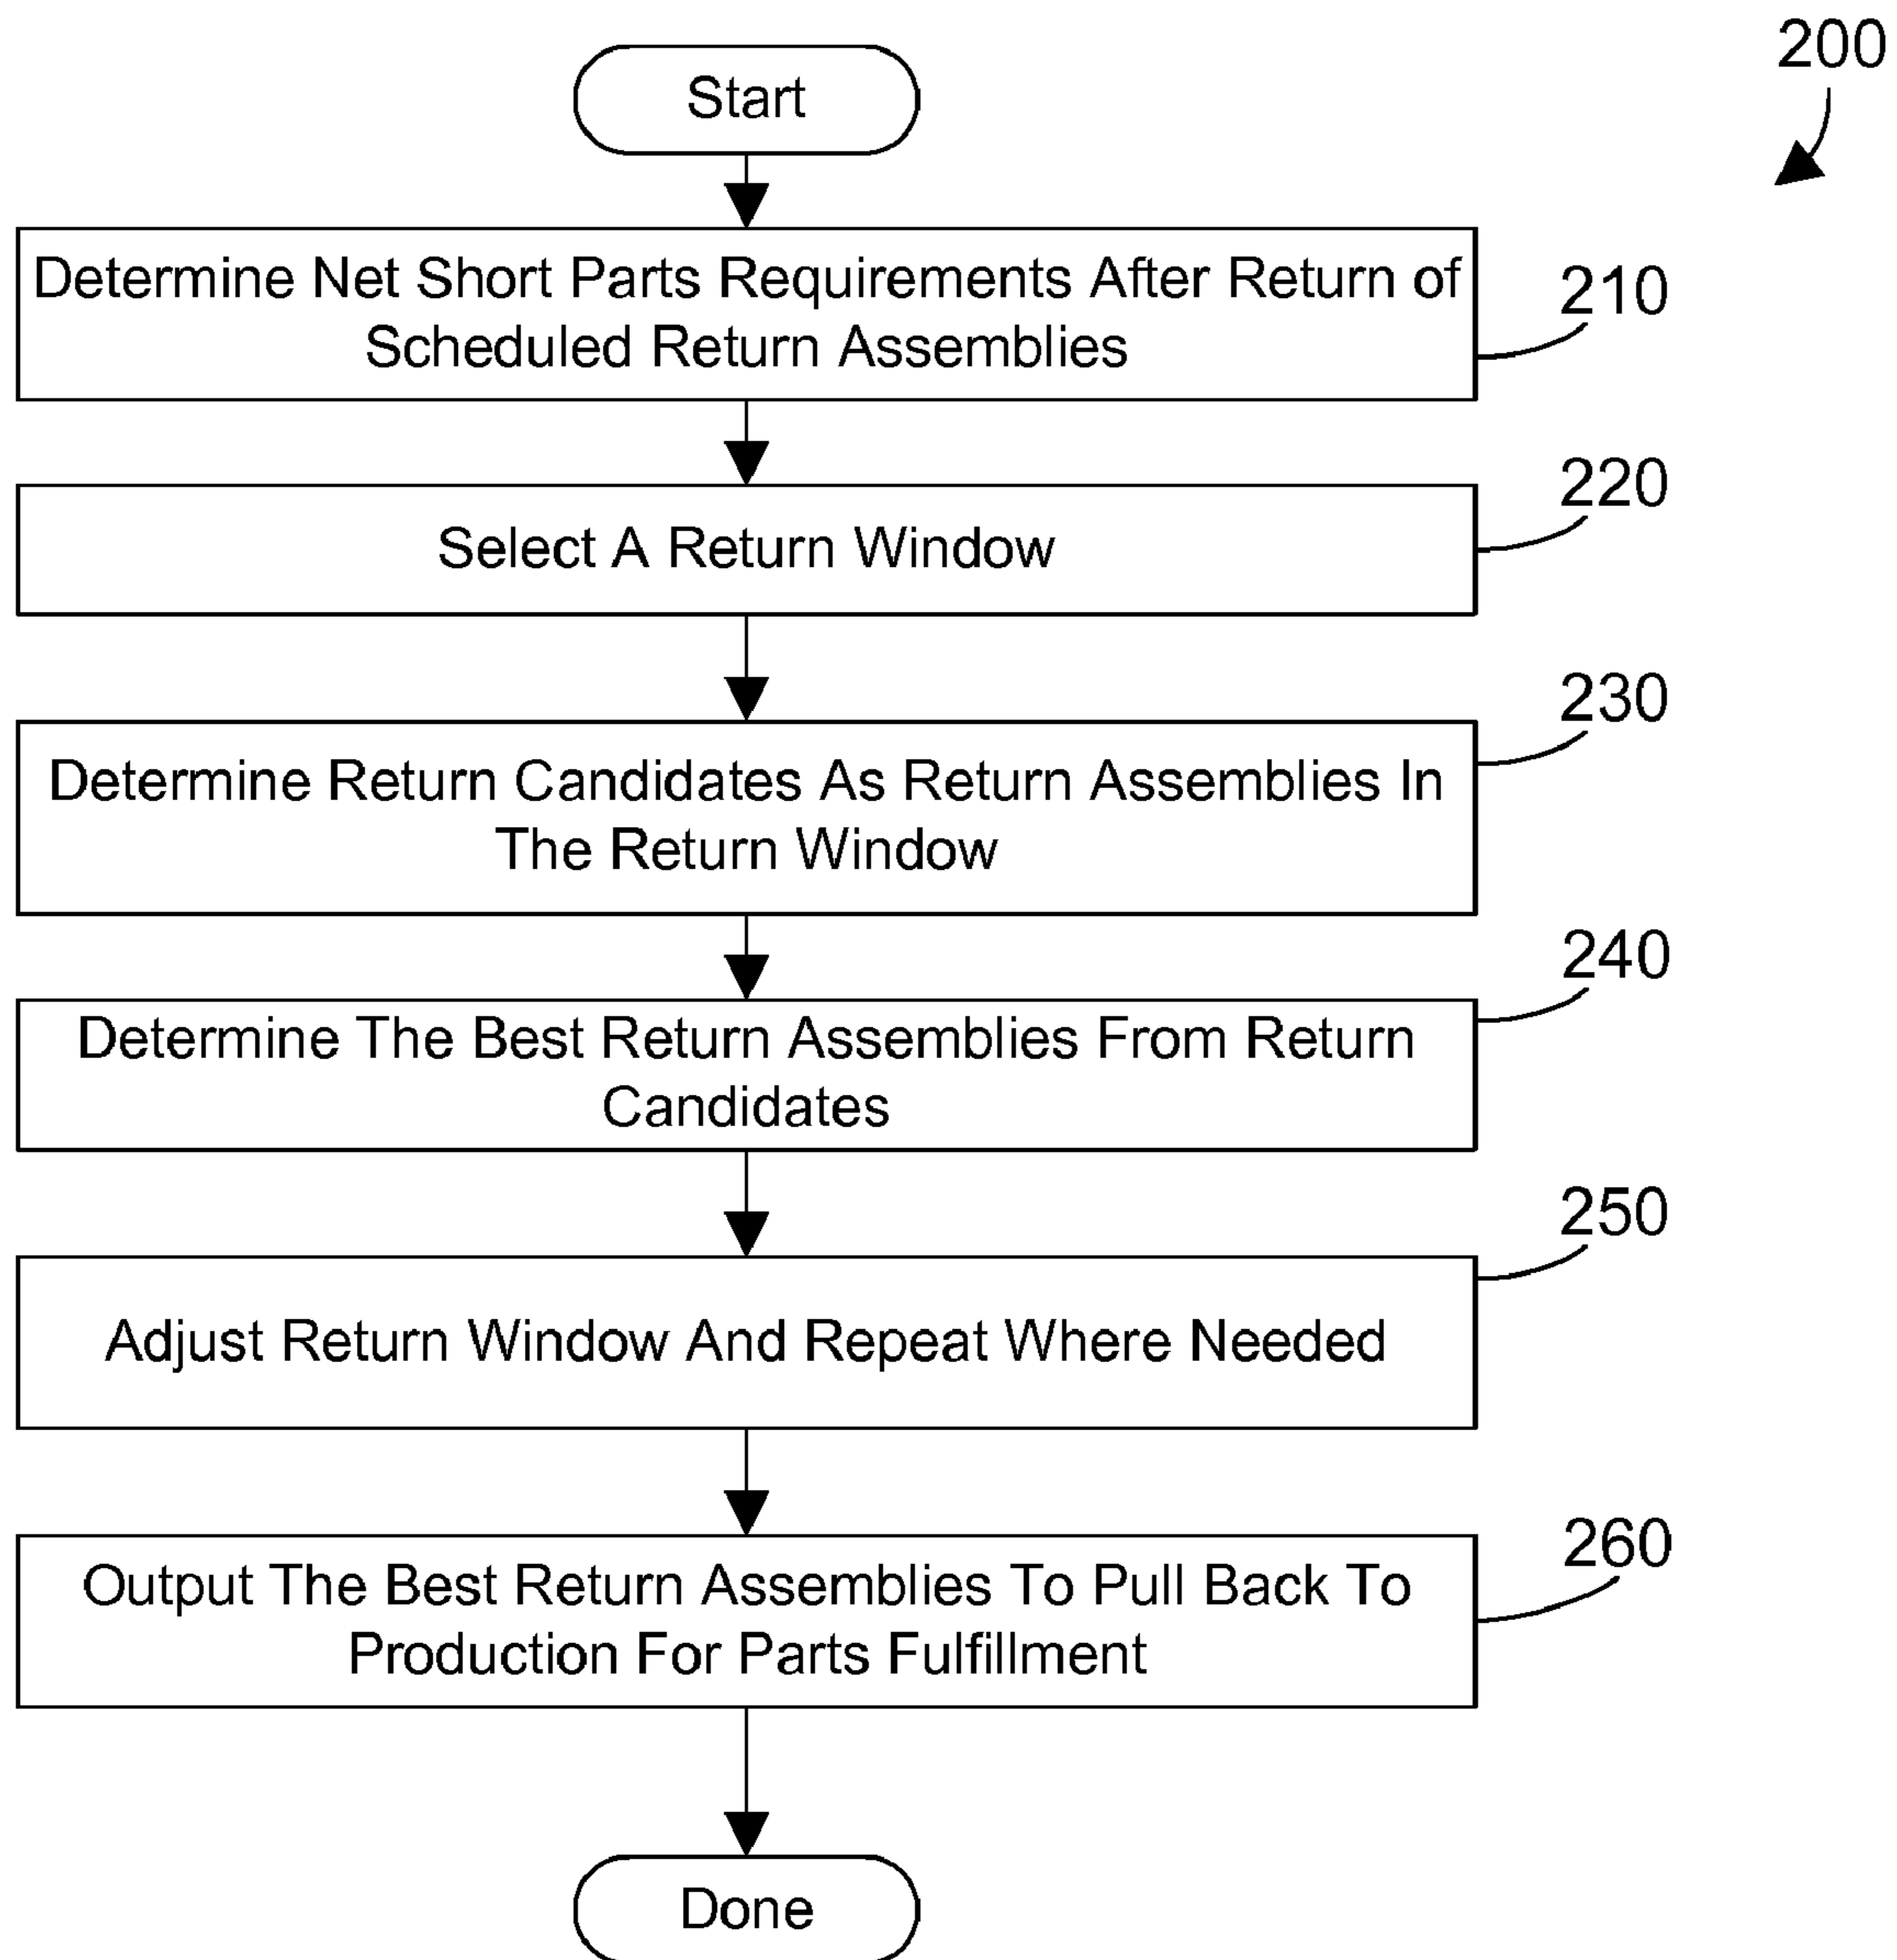 200
Start
Determine Net Short Parts Requirements After Return of
Scheduled Return Assemblies
210
Select A Return Window
220
Determine Return Candidates As Return Assemblies In
The Return Window
230
Determine The Best Return Assemblies From Return
Candidates
240
Adjust Return Window And Repeat Where Needed
250
Output The Best Return Assemblies To Pull Back To
Production For Parts Fulfillment
260
Done